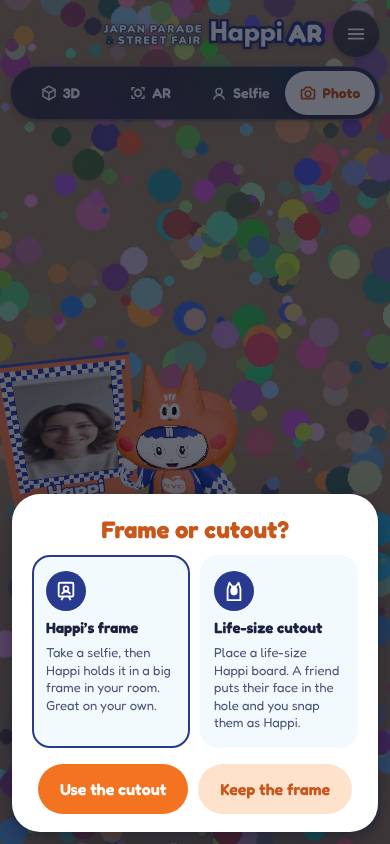 JAPAN PARADE
& STREET FAIR
Happi AR
3D
AR
Selfie
Photo
Happi
NYC
Frame or cutout?
Happi's frame
Take a selfie, then
Happi holds it in a big
frame in your room.
Great on your own.
Life-size cutout
Place a life-size
Happi board. A friend
puts their face in the
hole and you snap
them as Happi.
Use the cutout
Keep the frame